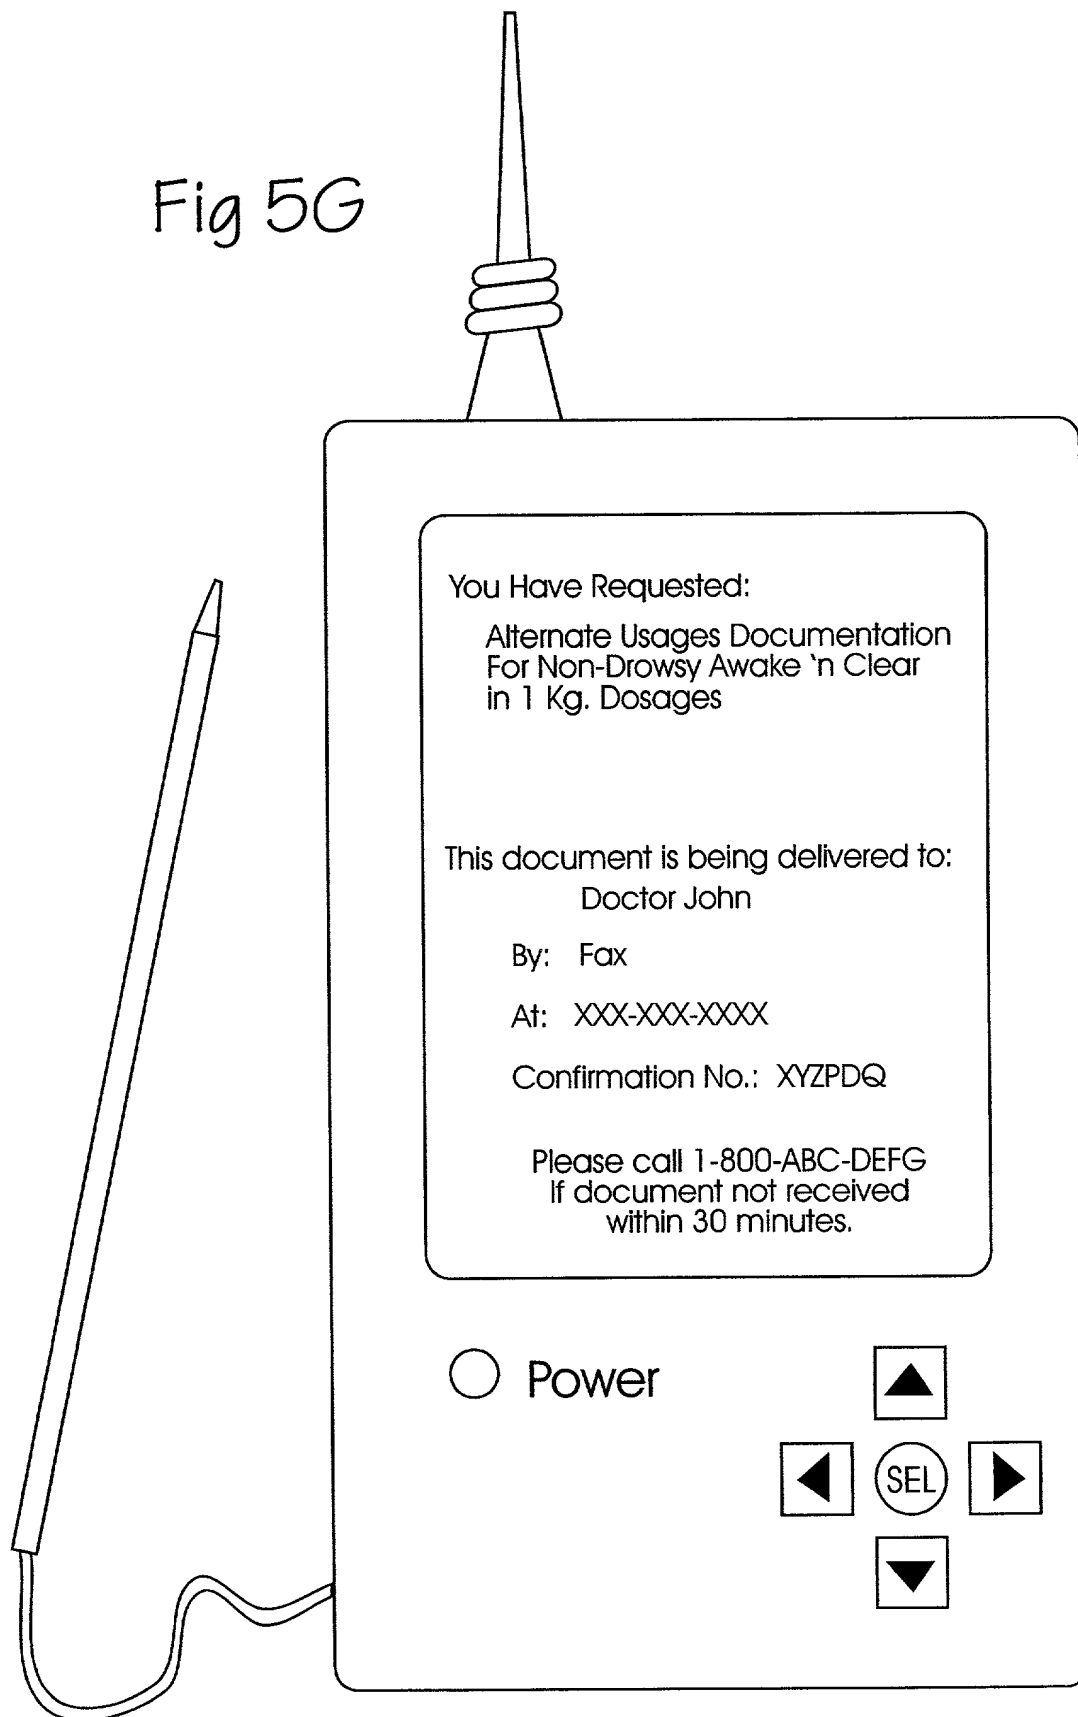 Fig 5G
You Have Requested:
Alternate Usages Documentation
For Non-Drowsy Awake ‘n Clear
in 1 Kg. Dosages
This document is being delivered to:
Doctor John
By: Fax
At: XXX-XXX-XXXX
Confirmation No.: XYZPDQ
Please call 1-800-ABC-DEFG
If document not received
within 30 minutes.
Power
SEL